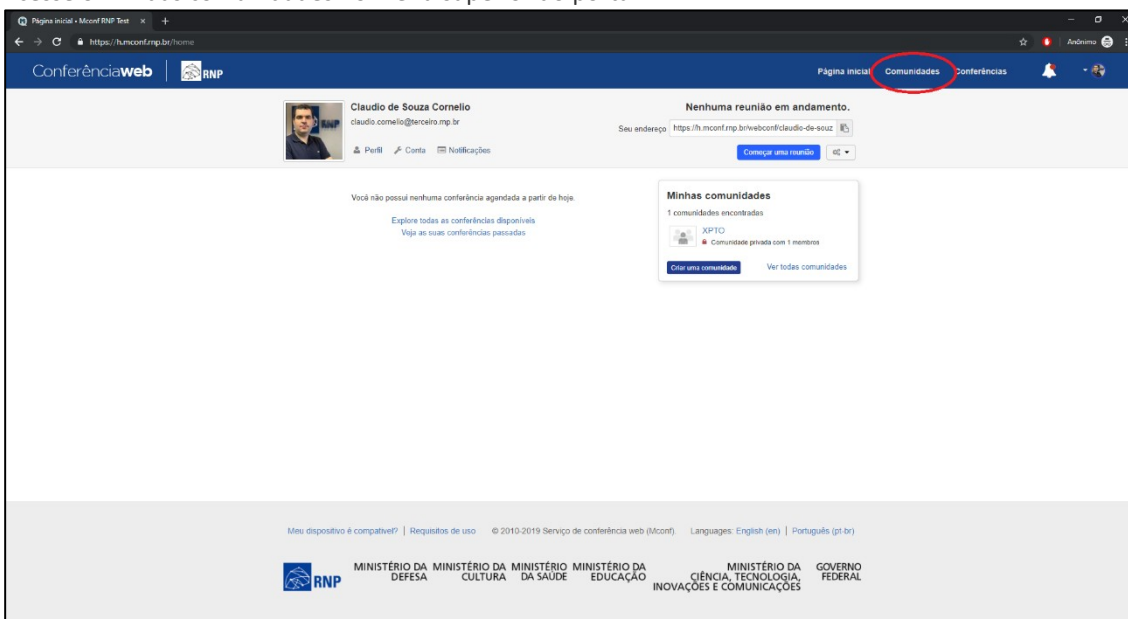 Página inicial • Mconf RNP Test
https://h.mconf.rnp.br/home
Anônimo
Conferênciaweb
RNP
Página inicial Comunidades Conferências
Claudio de Souza Cornelio
claudio.cornelio@terceiro.rnp.br
Perfil Conta Notificações
Nenhuma reunião em andamento.
Seu endereço https://h.mconf.rnp.br/webconf/claudio-de-souz
Começar uma reunião
Você não possui nenhuma conferência agendada a partir de hoje.
Explore todas as conferências disponíveis
Veja as suas conferências passadas
Minhas comunidades
1 comunidades encontradas
XPTO
Comunidade privada com 1 membros
Criar uma comunidade Ver todas comunidades
Meu dispositivo é compatível? | Requisitos de uso © 2010-2019 Serviço de conferência web (Mconf) Languages: English (en) | Português (pt-br)
RNP
MINISTÉRIO DA DEFESA
MINISTÉRIO DA CULTURA
MINISTÉRIO DA SAÚDE
MINISTÉRIO DA EDUCAÇÃO
MINISTÉRIO DA
CIÊNCIA, TECNOLOGIA,
INOVAÇÕES E COMUNICAÇÕES
GOVERNO
FEDERAL